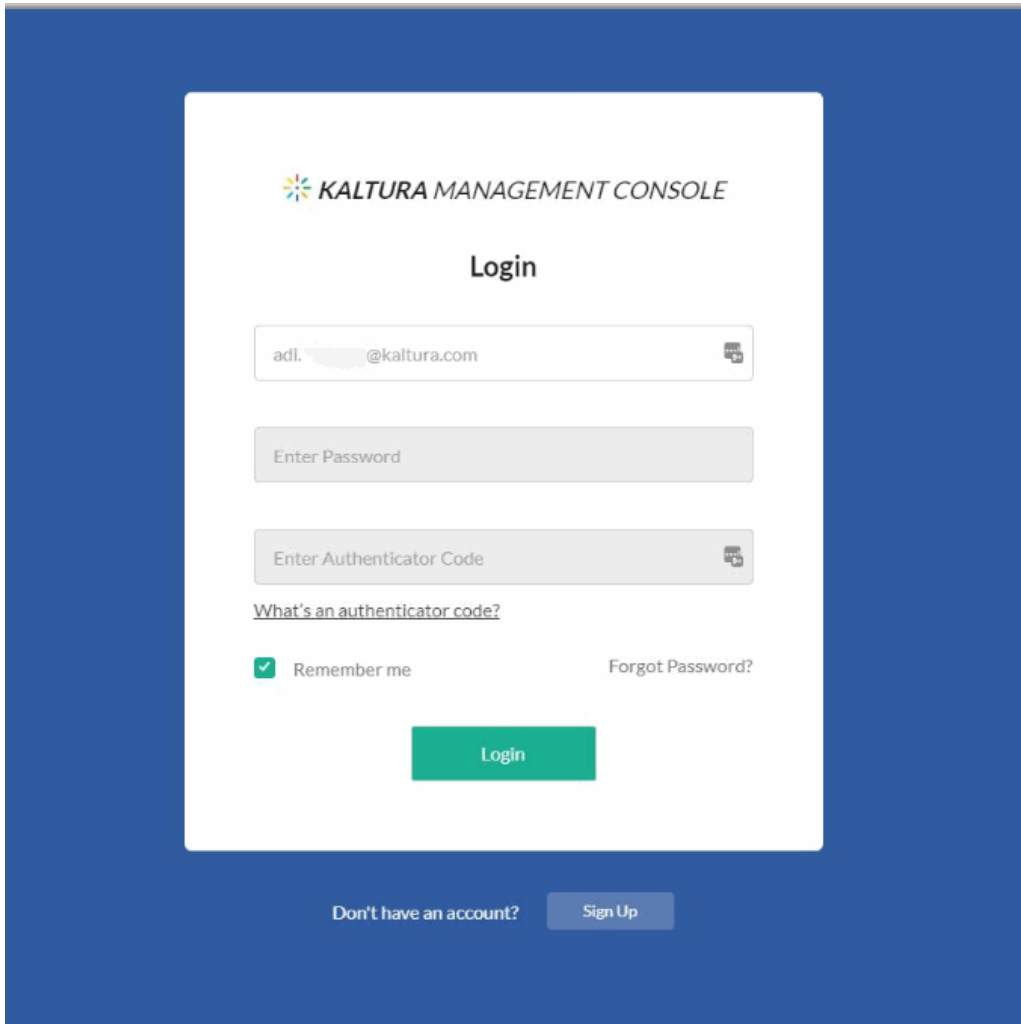 KALTURA MANAGEMENT CONSOLE
Login
adi. @kaltura.com
Enter Password
Enter Authenticator Code
What's an authenticator code?
Remember me Forgot Password?
Login
Don't have an account? Sign Up